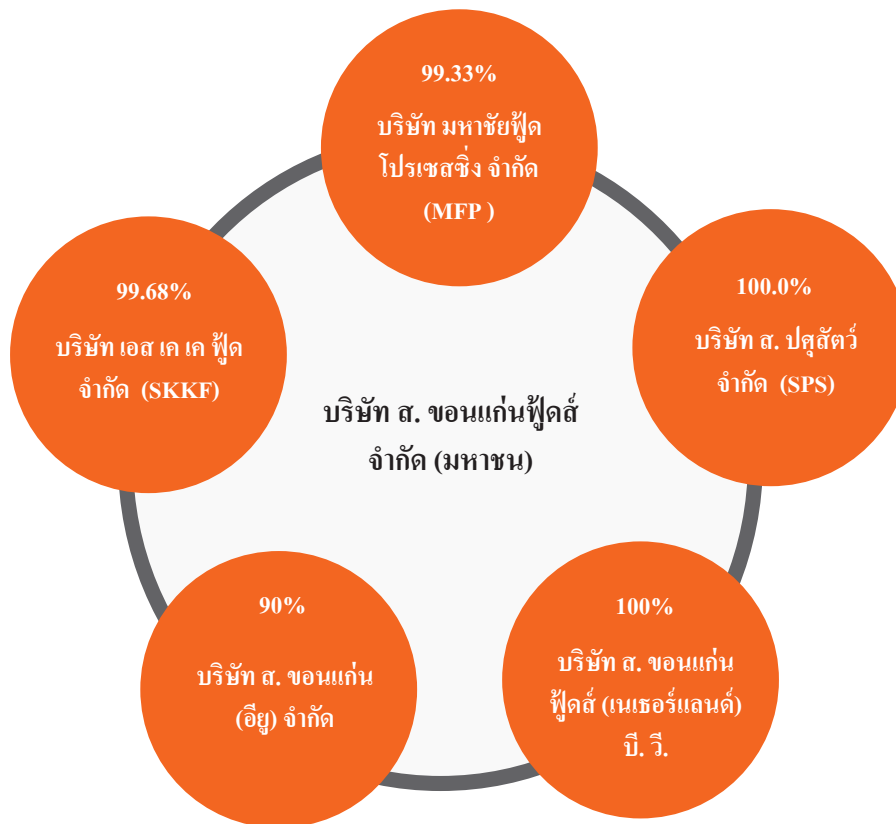 99.33%
บริษัท มหาชัยฟู้ด
โปรเซสซิ่ง จำกัด
(MFP )
99.68%
บริษัท เอส เค เค ฟู้ด
จำกัด (SKKF)
100.0%
บริษัท ส. ปศุสัตว์
จำกัด (SPS)
บริษัท ส. ขอนแก่นฟู้ดส์
จำกัด (มหาชน)
90%
บริษัท ส. ขอนแก่น
(อียู) จำกัด
100%
บริษัท ส. ขอนแก่น
ฟู้ดส์ (เนเธอร์แลนด์)
บี. วี.